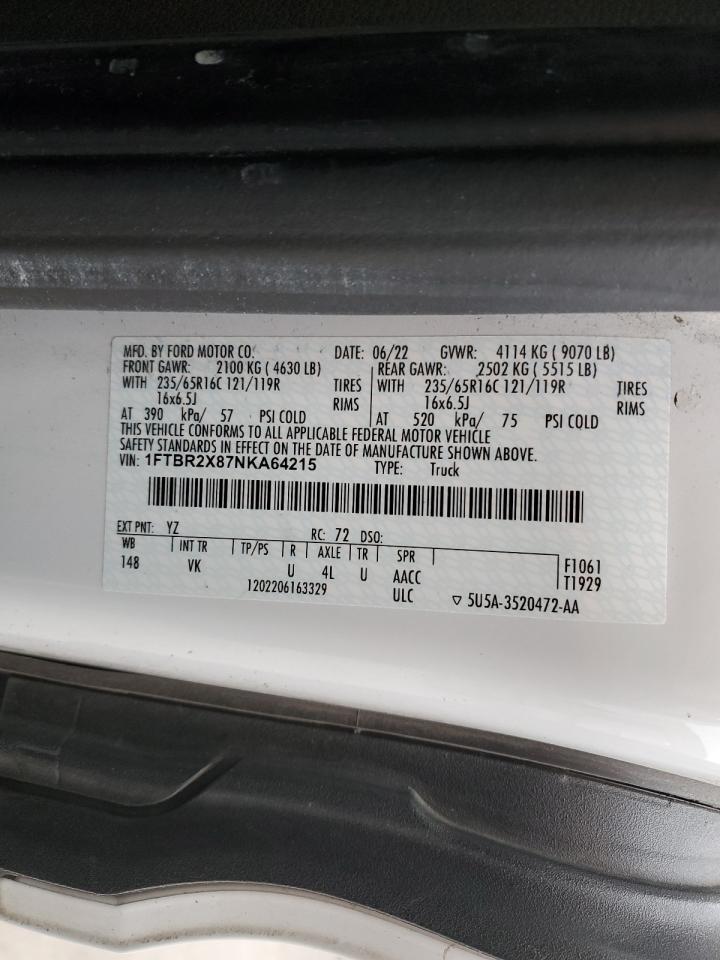 MFD. BY FORD MOTOR CO. DATE: 06/22 GVWR: 4114 KG ( 9070 LB)
FRONT GAWR: 2100 KG ( 4630 LB) REAR GAWR: 2502 KG ( 5515 LB)
WITH 235/65R16C 121/119R TIRES WITH 235/65R16C 121/119R TIRES
16x6.5J RIMS 16x6.5J RIMS
AT 390 kPa/ 57 PSI COLD AT 520 kPa/ 75 PSI COLD
THIS VEHICLE CONFORMS TO ALL APPLICABLE FEDERAL MOTOR VEHICLE
SAFETY STANDARDS IN EFFECT ON THE DATE OF MANUFACTURE SHOWN ABOVE.
VIN: 1FTBR2X87NKA64215 TYPE: Truck
EXT PNT: YZ RC: 72 DSO:
WB INT TR TP/PS R AXLE TR SPR F1061
148 VK U 4L U AACC T1929
1202206163329 ULC ▽ 5U5A-3520472-AA